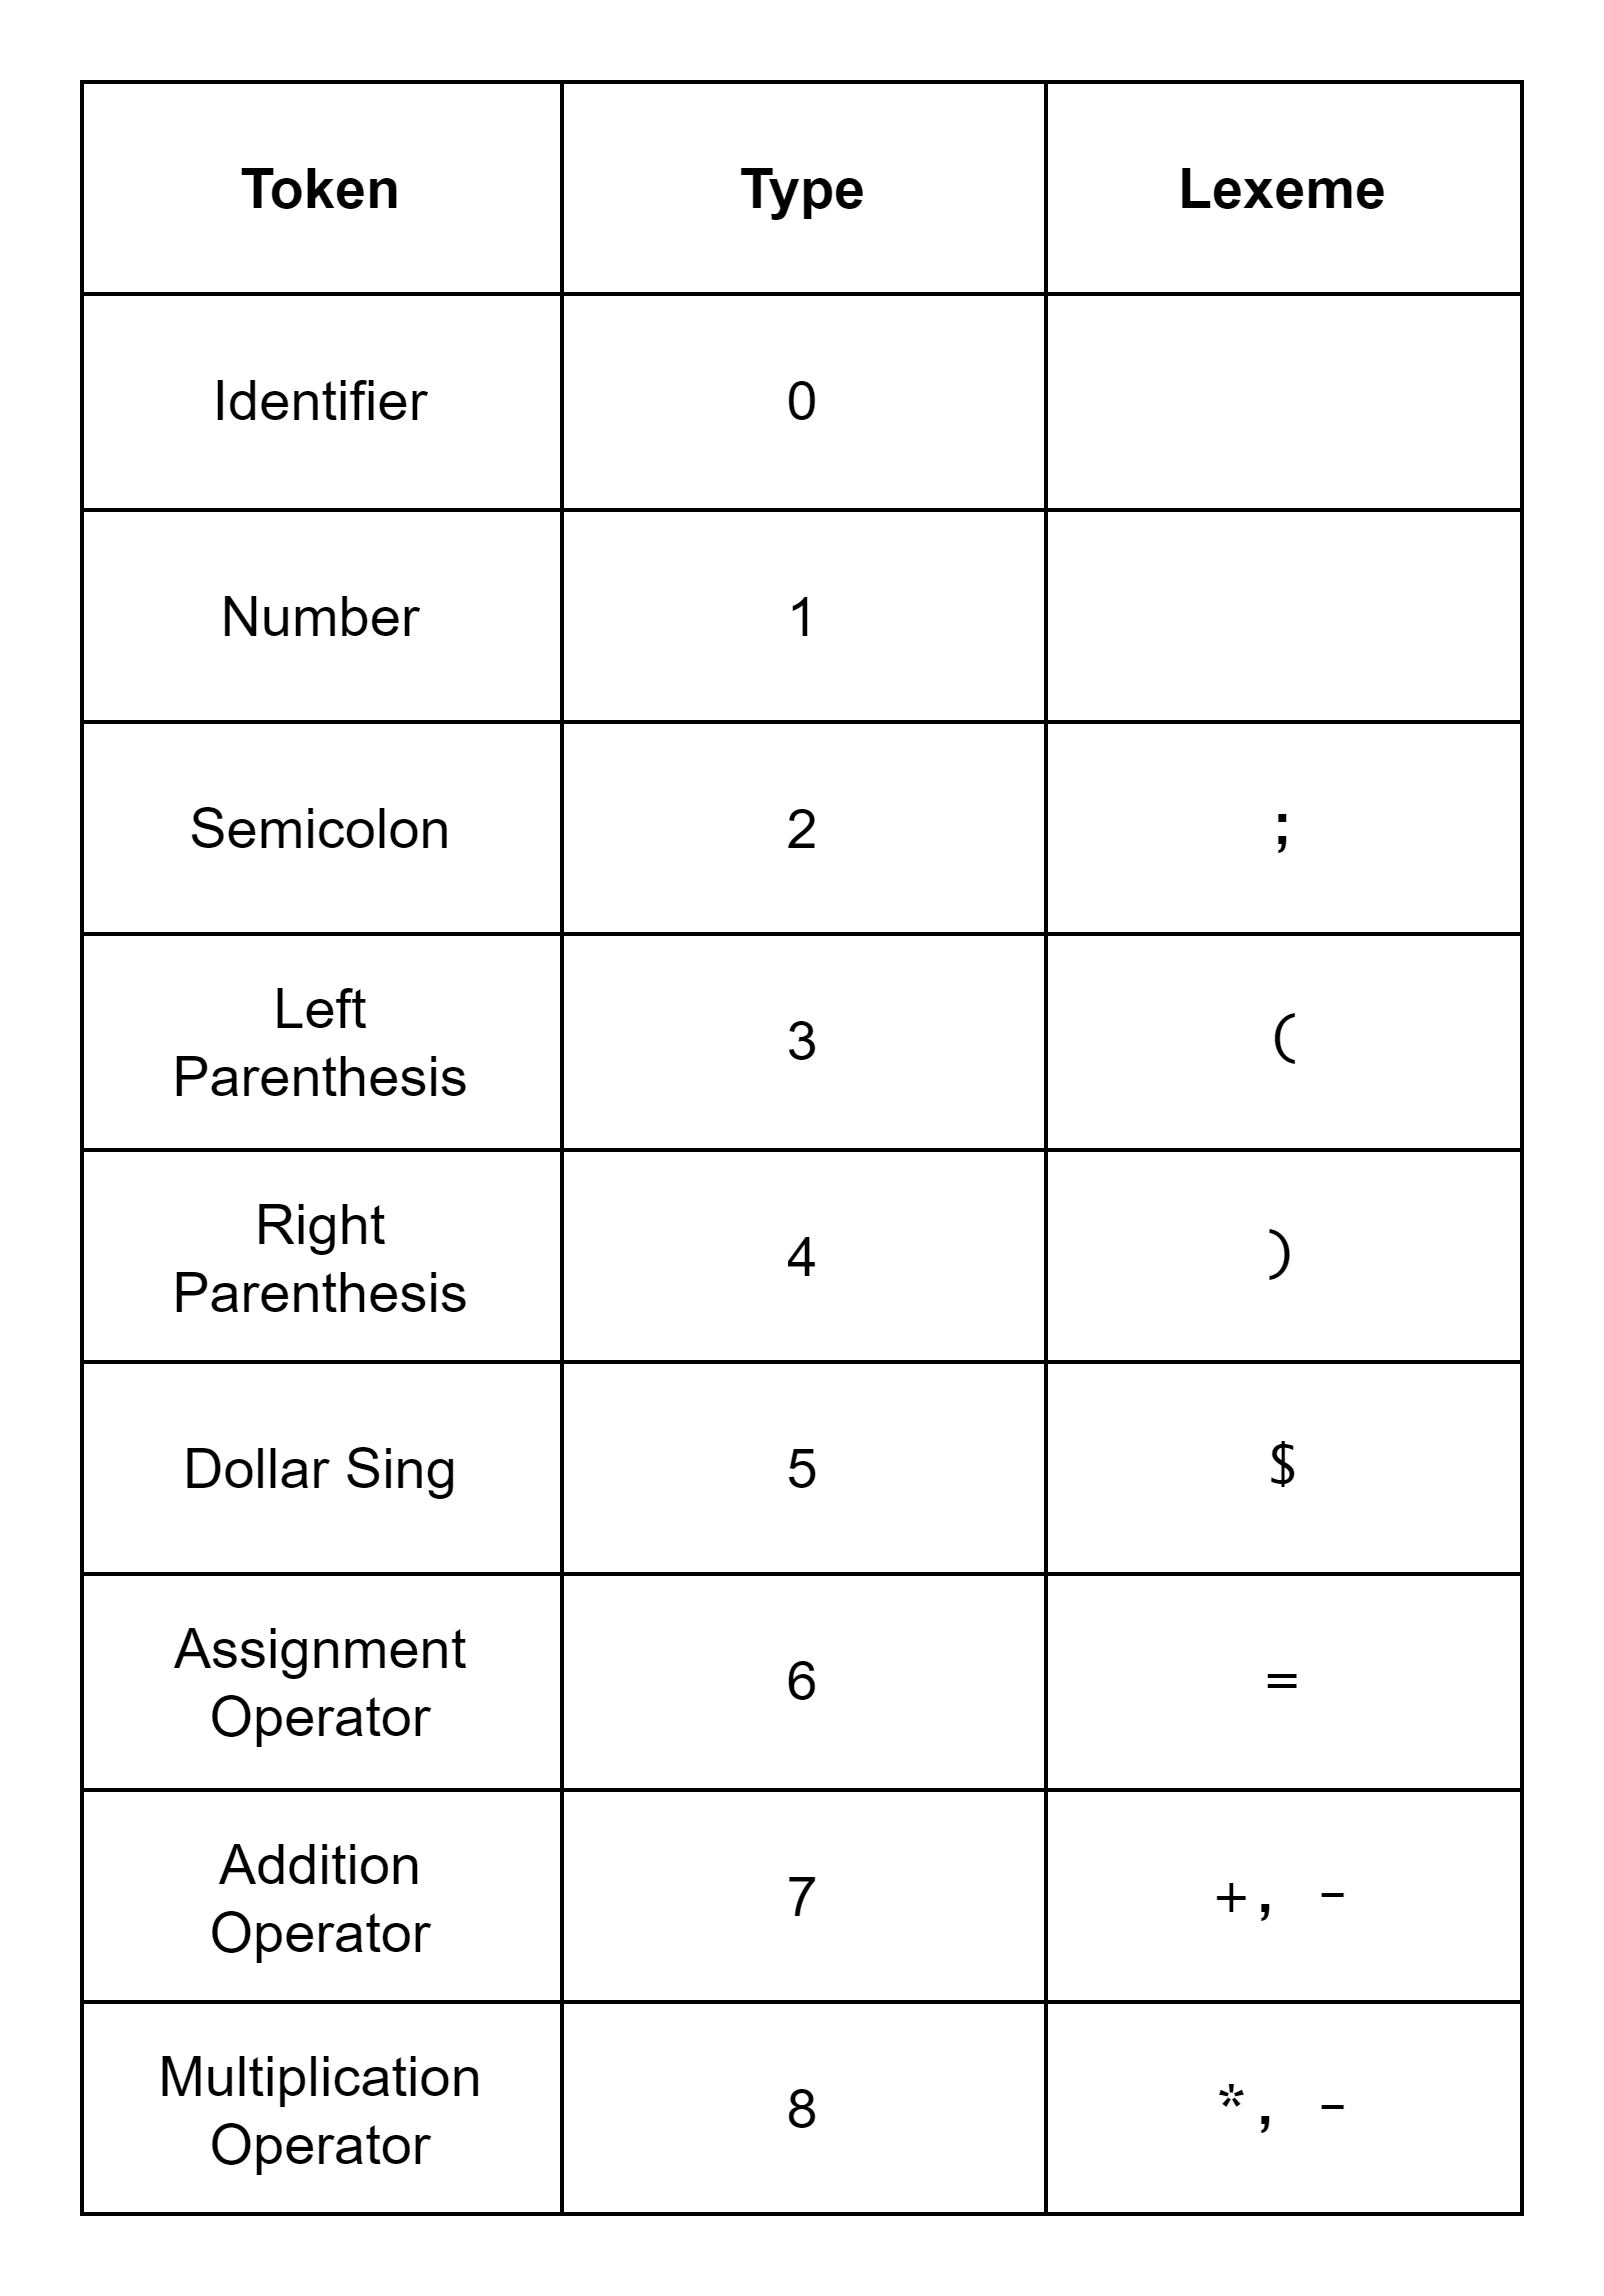 Token Type Lexeme
Identifier 0
Number 1
Semicolon 2 ;
Left
Parenthesis 3 (
Right
Parenthesis 4 )
Dollar Sing 5 $
Assignment
Operator 6 =
Addition
Operator 7 +, -
Multiplication
Operator 8 *, -